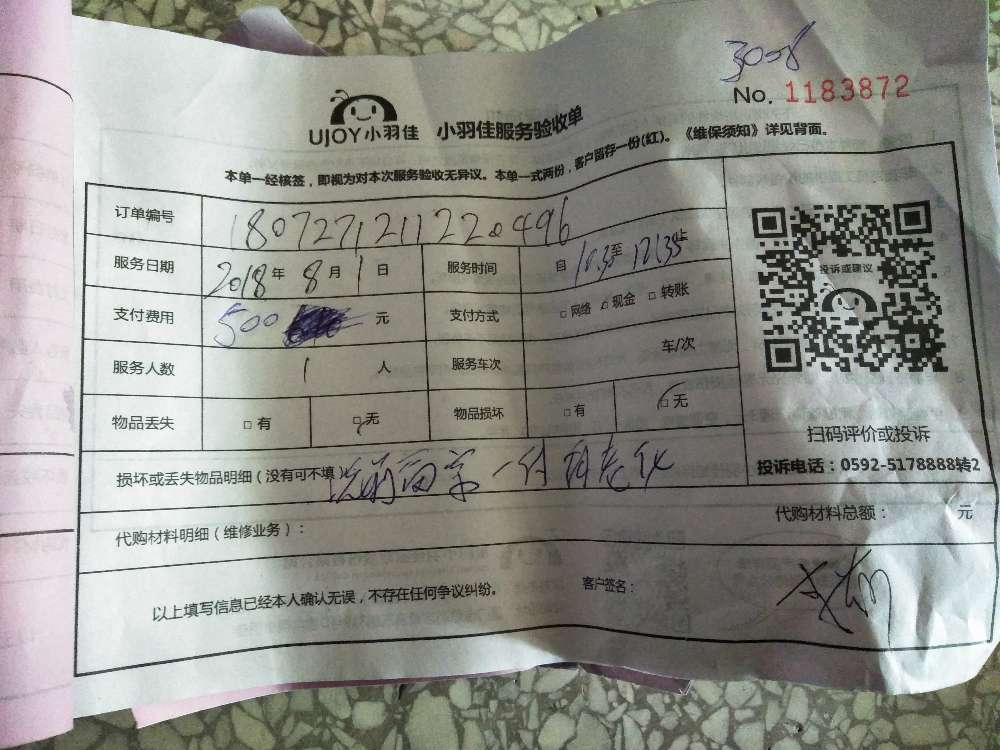 3008
No. 1183872
UJOY小羽佳 小羽佳服务验收单
本单一经核签，即视为对本次服务验收无异议。本单一式两份，客户留存一份(红)。《维保须知》详见背面。
订单编号 1807271211220496
服务日期 2018年 8月 1日 服务时间 自 至 止
支付费用 500 元 支付方式 □网络 □现金 □转账
服务人数 1 人 服务车次 车/次
物品丢失 □有 □无 物品损坏 □有 □无
投诉或建议
扫码评价或投诉
投诉电话：0592-5178888转2
损坏或丢失物品明细（没有可不填）： 老化
代购材料明细（维修业务）： 代购材料总额： 元
以上填写信息已经本人确认无误，不存在任何争议纠纷。 客户签名：